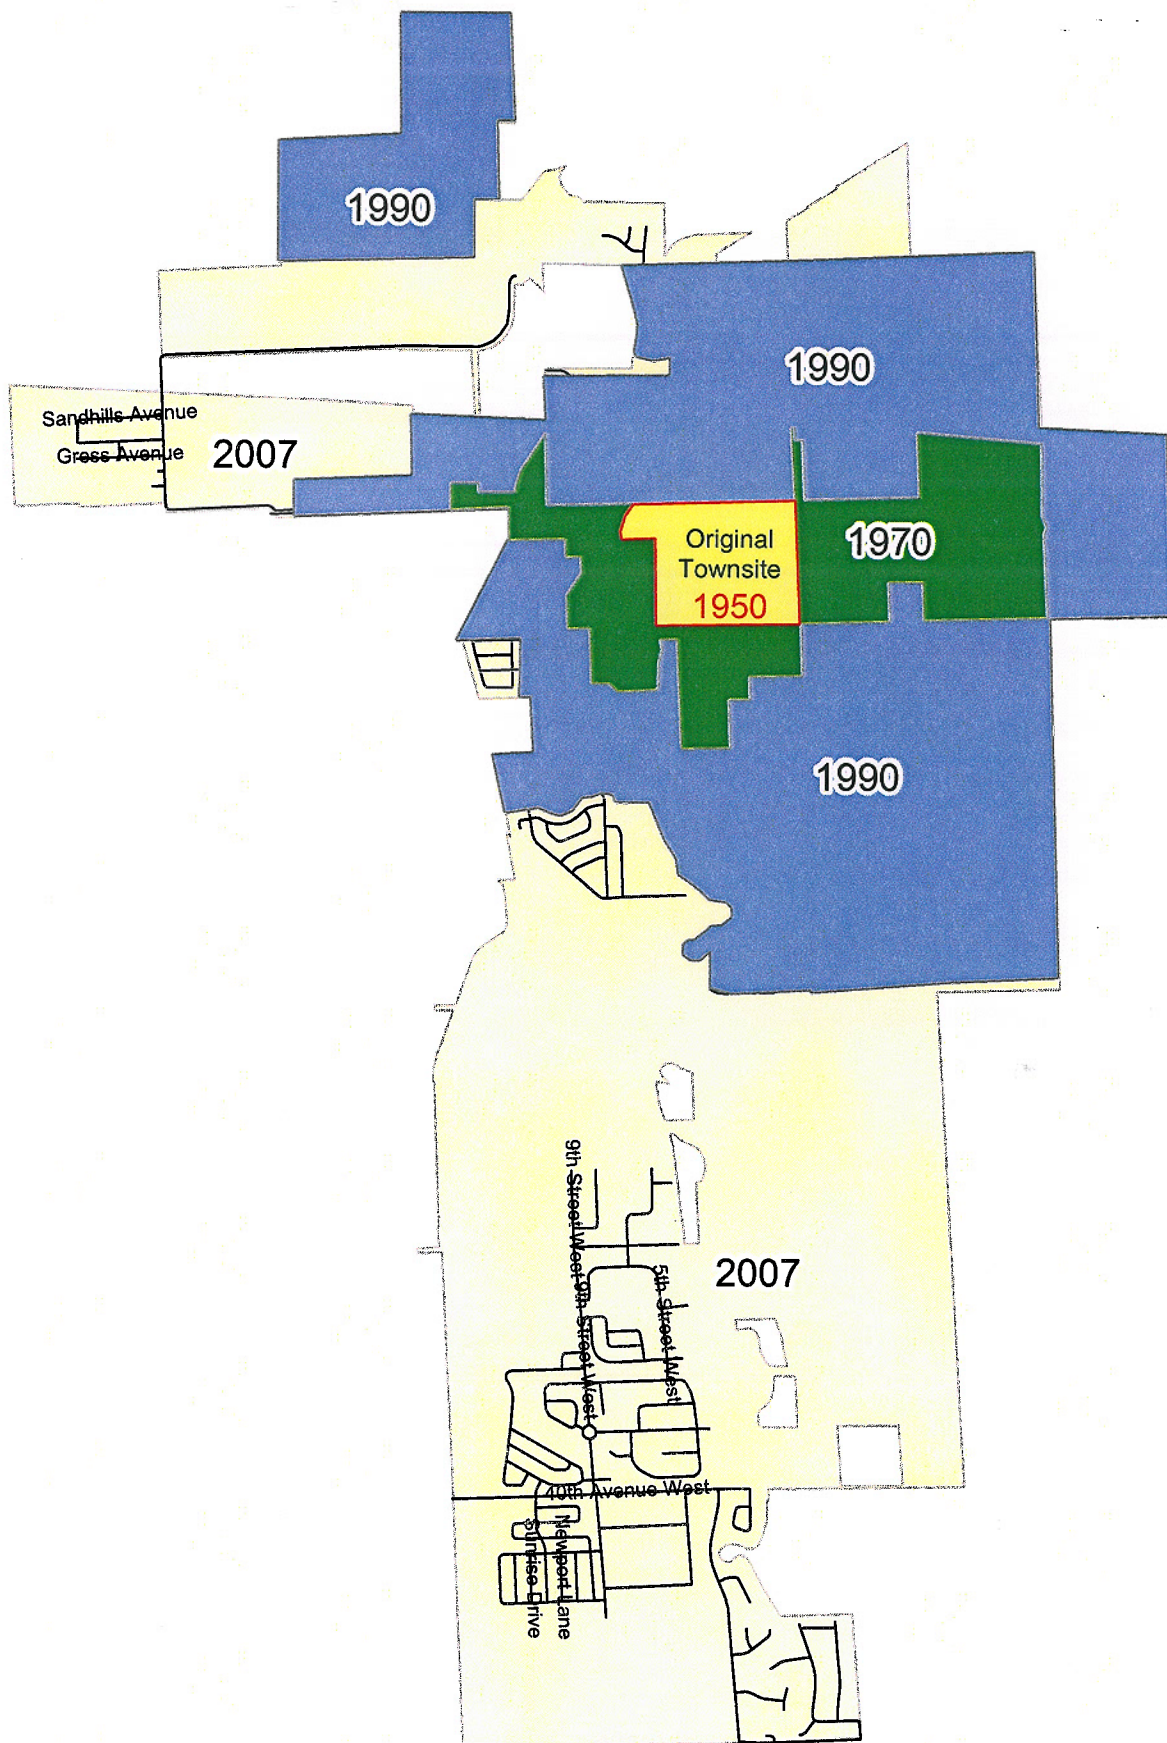 1990
1990
Sandhills Avenue
Gress Avenue
2007
Original
Townsite
1950
1970
1990
9th Street West
9th Street West
5th Street West
2007
40th Avenue West
Newport Lane
Sunrise Drive